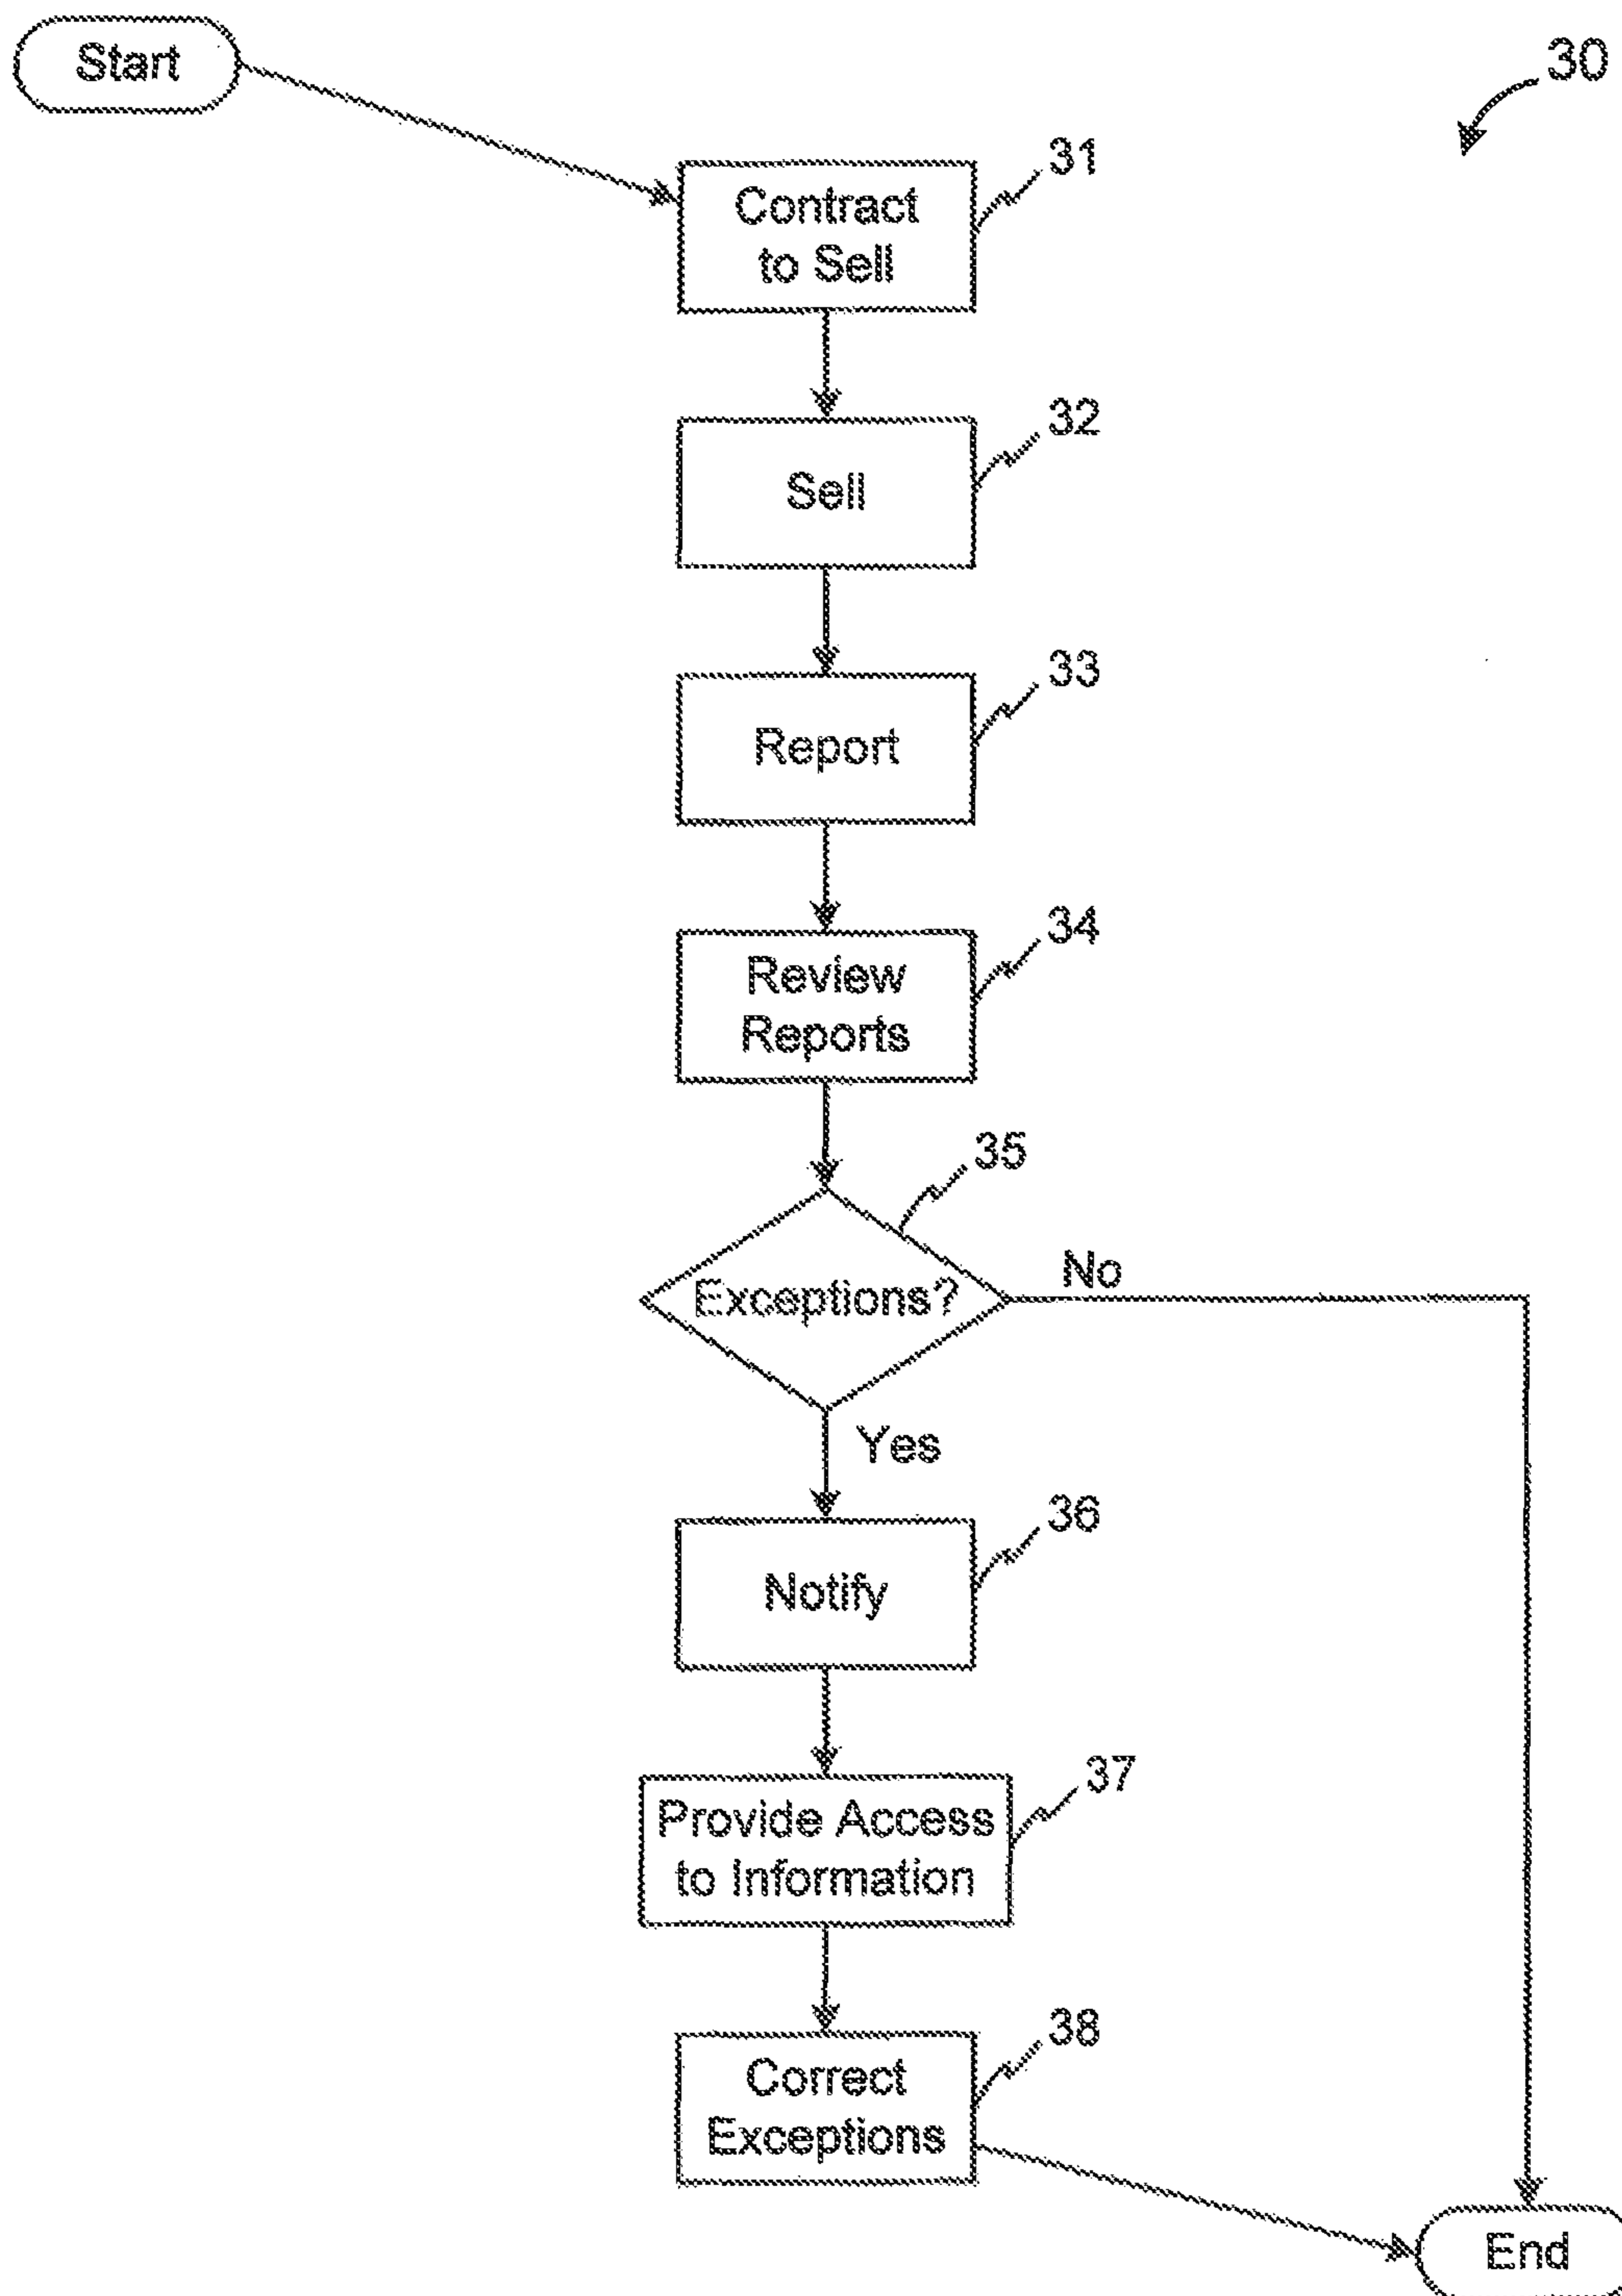 Start
30
31
Contract
to Sell
32
Sell
33
Report
34
Review
Reports
35
Exceptions?
No
Yes
36
Notify
37
Provide Access
to Information
38
Correct
Exceptions
End